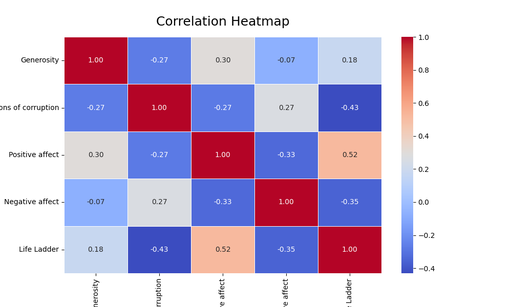 Correlation Heatmap
Generosity
1.00 -0.27 0.30 -0.07 0.18
1.0
0.8
of corruption
-0.27 1.00 -0.27 0.27 -0.43
0.6
Positive affect
0.30 -0.27 1.00 -0.33 0.52
0.4
0.2
Negative affect
-0.07 0.27 -0.33 1.00 -0.35
0.0
−0.2
Life Ladder
0.18 -0.43 0.52 -0.35 1.00
−0.4
affect
affect
Ladder